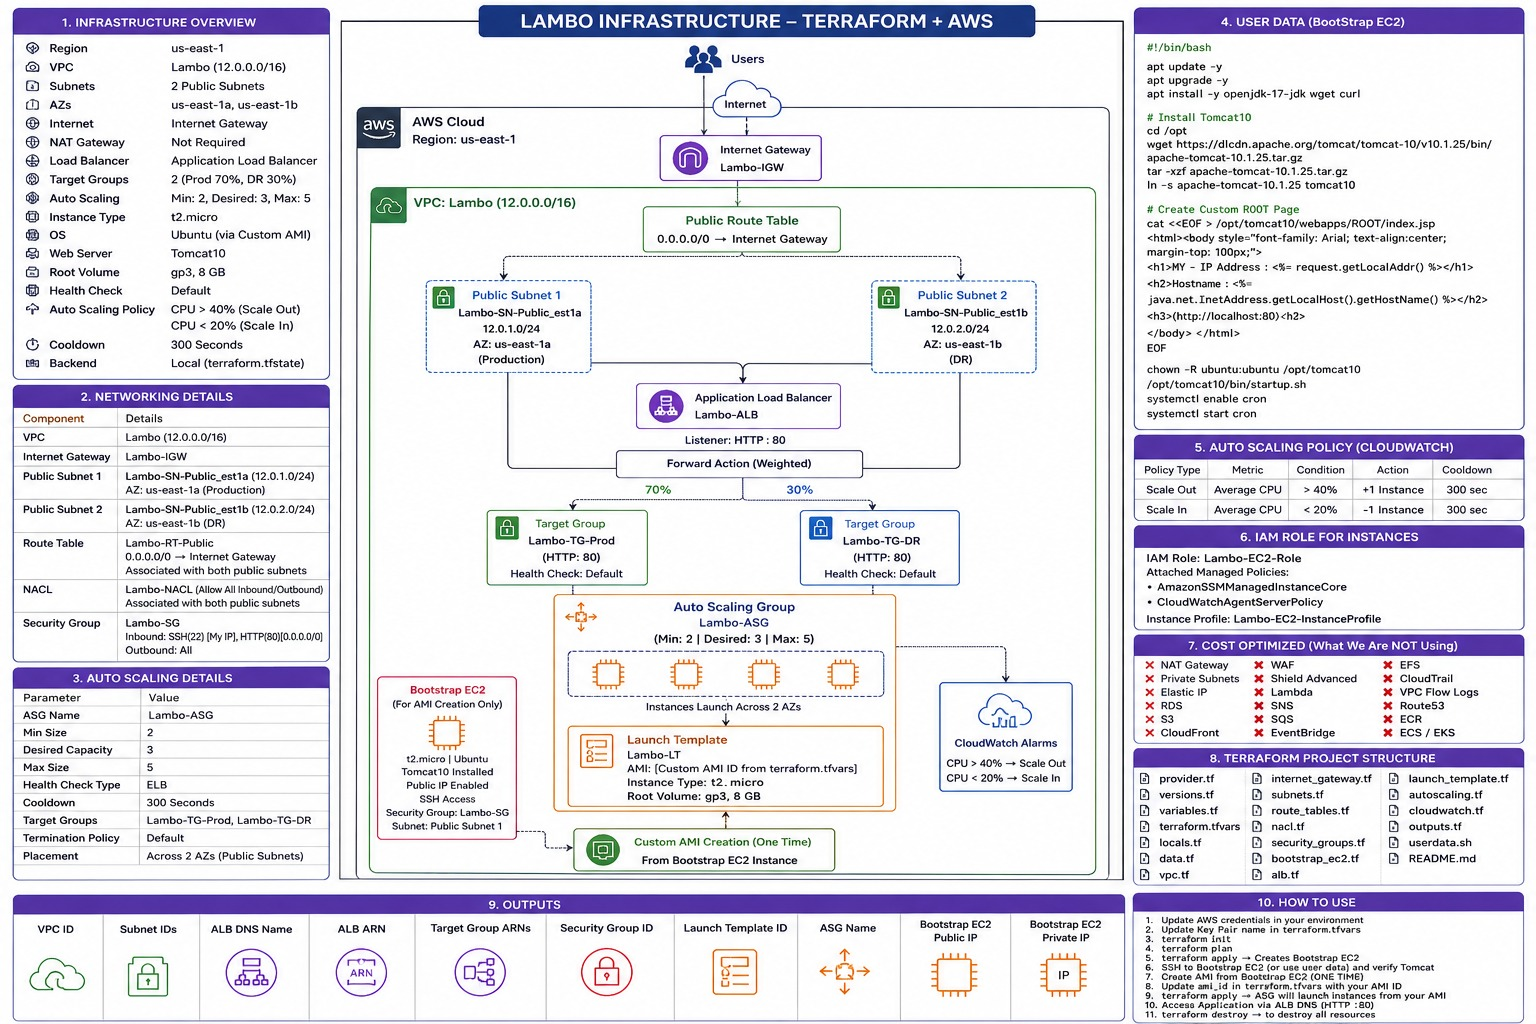 LAMBO INFRASTRUCTURE – TERRAFORM + AWS
1. INFRASTRUCTURE OVERVIEW
Region us-east-1
VPC Lambo (12.0.0.0/16)
Subnets 2 Public Subnets
AZs us-east-1a, us-east-1b
Internet Internet Gateway
NAT Gateway Not Required
Load Balancer Application Load Balancer
Target Groups 2 (Prod 70%, DR 30%)
Auto Scaling Min: 2, Desired: 3, Max: 5
Instance Type t2.micro
OS Ubuntu (via Custom AMI)
Web Server Tomcat10
Root Volume gp3, 8 GB
Health Check Default
Auto Scaling Policy CPU > 40% (Scale Out)
CPU < 20% (Scale In)
Cooldown 300 Seconds
Backend Local (terraform.tfstate)
2. NETWORKING DETAILS
Component Details
VPC Lambo (12.0.0.0/16)
Internet Gateway Lambo-IGW
Public Subnet 1 Lambo-SN-Public_est1a (12.0.1.0/24)
AZ: us-east-1a (Production)
Public Subnet 2 Lambo-SN-Public_est1b (12.0.2.0/24)
AZ: us-east-1b (DR)
Route Table Lambo-RT-Public
0.0.0.0/0 → Internet Gateway
Associated with both public subnets
NACL Lambo-NACL (Allow All Inbound/Outbound)
Associated with both public subnets
Security Group Lambo-SG
Inbound: SSH(22) [My IP], HTTP(80)[0.0.0.0/0]
Outbound: All
3. AUTO SCALING DETAILS
Parameter Value
ASG Name Lambo-ASG
Min Size 2
Desired Capacity 3
Max Size 5
Health Check Type ELB
Cooldown 300 Seconds
Target Groups Lambo-TG-Prod, Lambo-TG-DR
Termination Policy Default
Placement Across 2 AZs (Public Subnets)
Users
Internet
aws
AWS Cloud
Region: us-east-1
Internet Gateway
Lambo-IGW
VPC: Lambo (12.0.0.0/16)
Public Route Table
0.0.0.0/0 → Internet Gateway
Public Subnet 1
Lambo-SN-Public_est1a
12.0.1.0/24
AZ: us-east-1a
(Production)
Public Subnet 2
Lambo-SN-Public_est1b
12.0.2.0/24
AZ: us-east-1b
(DR)
Application Load Balancer
Lambo-ALB
Listener: HTTP : 80
Forward Action (Weighted)
70%
30%
Target Group
Lambo-TG-Prod
(HTTP: 80)
Health Check: Default
Target Group
Lambo-TG-DR
(HTTP: 80)
Health Check: Default
Auto Scaling Group
Lambo-ASG
(Min: 2 | Desired: 3 | Max: 5)
Instances Launch Across 2 AZs
Launch Template
Lambo-LT
AMI: [Custom AMI ID from terraform.tfvars]
Instance Type: t2. micro
Root Volume: gp3, 8 GB
Bootstrap EC2
(For AMI Creation Only)
t2.micro | Ubuntu
Tomcat10 Installed
Public IP Enabled
SSH Access
Security Group: Lambo-SG
Subnet: Public Subnet 1
Custom AMI Creation (One Time)
From Bootstrap EC2 Instance
CloudWatch Alarms
CPU > 40% → Scale Out
CPU < 20% → Scale In
4. USER DATA (BootStrap EC2)
#!/bin/bash
apt update -y
apt upgrade -y
apt install -y openjdk-17-jdk wget curl
# Install Tomcat10
cd /opt
wget https://dlcdn.apache.org/tomcat/tomcat-10/v10.1.25/bin/
apache-tomcat-10.1.25.tar.gz
tar -xzf apache-tomcat-10.1.25.tar.gz
ln -s apache-tomcat-10.1.25 tomcat10
# Create Custom ROOT Page
cat <<EOF > /opt/tomcat10/webapps/ROOT/index.jsp
<html><body style="font-family: Arial; text-align:center;
margin-top: 100px;">
<h1>MY - IP Address : <%= request.getLocalAddr() %></h1>
<h2>Hostname : <%=
java.net.InetAddress.getLocalHost().getHostName() %></h2>
<h3>(http://localhost:80)<h2>
</body> </html>
EOF
chown -R ubuntu:ubuntu /opt/tomcat10
/opt/tomcat10/bin/startup.sh
systemctl enable cron
systemctl start cron
5. AUTO SCALING POLICY (CLOUDWATCH)
Policy Type Metric Condition Action Cooldown
Scale Out Average CPU > 40% +1 Instance 300 sec
Scale In Average CPU < 20% -1 Instance 300 sec
6. IAM ROLE FOR INSTANCES
IAM Role: Lambo-EC2-Role
Attached Managed Policies:
• AmazonSSMManagedInstanceCore
• CloudWatchAgentServerPolicy
Instance Profile: Lambo-EC2-InstanceProfile
7. COST OPTIMIZED (What We Are NOT Using)
NAT Gateway WAF EFS
Private Subnets Shield Advanced CloudTrail
Elastic IP Lambda VPC Flow Logs
RDS SNS Route53
S3 SQS ECR
CloudFront EventBridge ECS / EKS
8. TERRAFORM PROJECT STRUCTURE
provider.tf internet_gateway.tf launch_template.tf
versions.tf subnets.tf autoscaling.tf
variables.tf route_tables.tf cloudwatch.tf
terraform.tfvars nacl.tf outputs.tf
locals.tf security_groups.tf userdata.sh
data.tf bootstrap_ec2.tf README.md
vpc.tf alb.tf
9. OUTPUTS
VPC ID
Subnet IDs
ALB DNS Name
ALB ARN
ARN
Target Group ARNs
Security Group ID
Launch Template ID
ASG Name
Bootstrap EC2
Public IP
Bootstrap EC2
Private IP
IP
10. HOW TO USE
1. Update AWS credentials in your environment
2. Update Key Pair name in terraform.tfvars
3. terraform init
4. terraform plan
5. terraform apply → Creates Bootstrap EC2
6. SSH to Bootstrap EC2 (or use user data) and verify Tomcat
7. Create AMI from Bootstrap EC2 (ONE TIME)
8. Update ami_id in terraform.tfvars with your AMI ID
9. terraform apply → ASG will launch instances from your AMI
10. Access Application via ALB DNS (HTTP :80)
11. terraform destroy → to destroy all resources